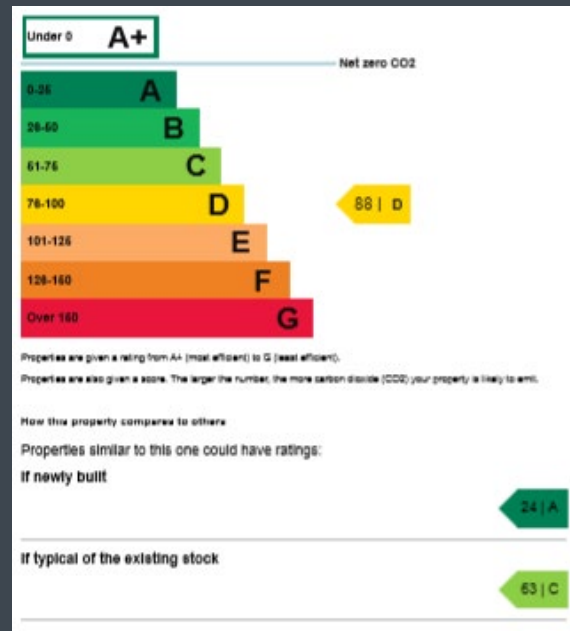 Under 0 A+
Net zero CO2
0-25 A
26-50 B
51-75 C
76-100 D
88 | D
101-125 E
126-150 F
Over 150 G
Properties are given a rating from A+ (most efficient) to G (least efficient).
Properties are also given a score. The larger the number, the more carbon dioxide (CO2) your property is likely to emit.
How this property compares to others
Properties similar to this one could have ratings:
If newly built
24 | A
If typical of the existing stock
63 | C